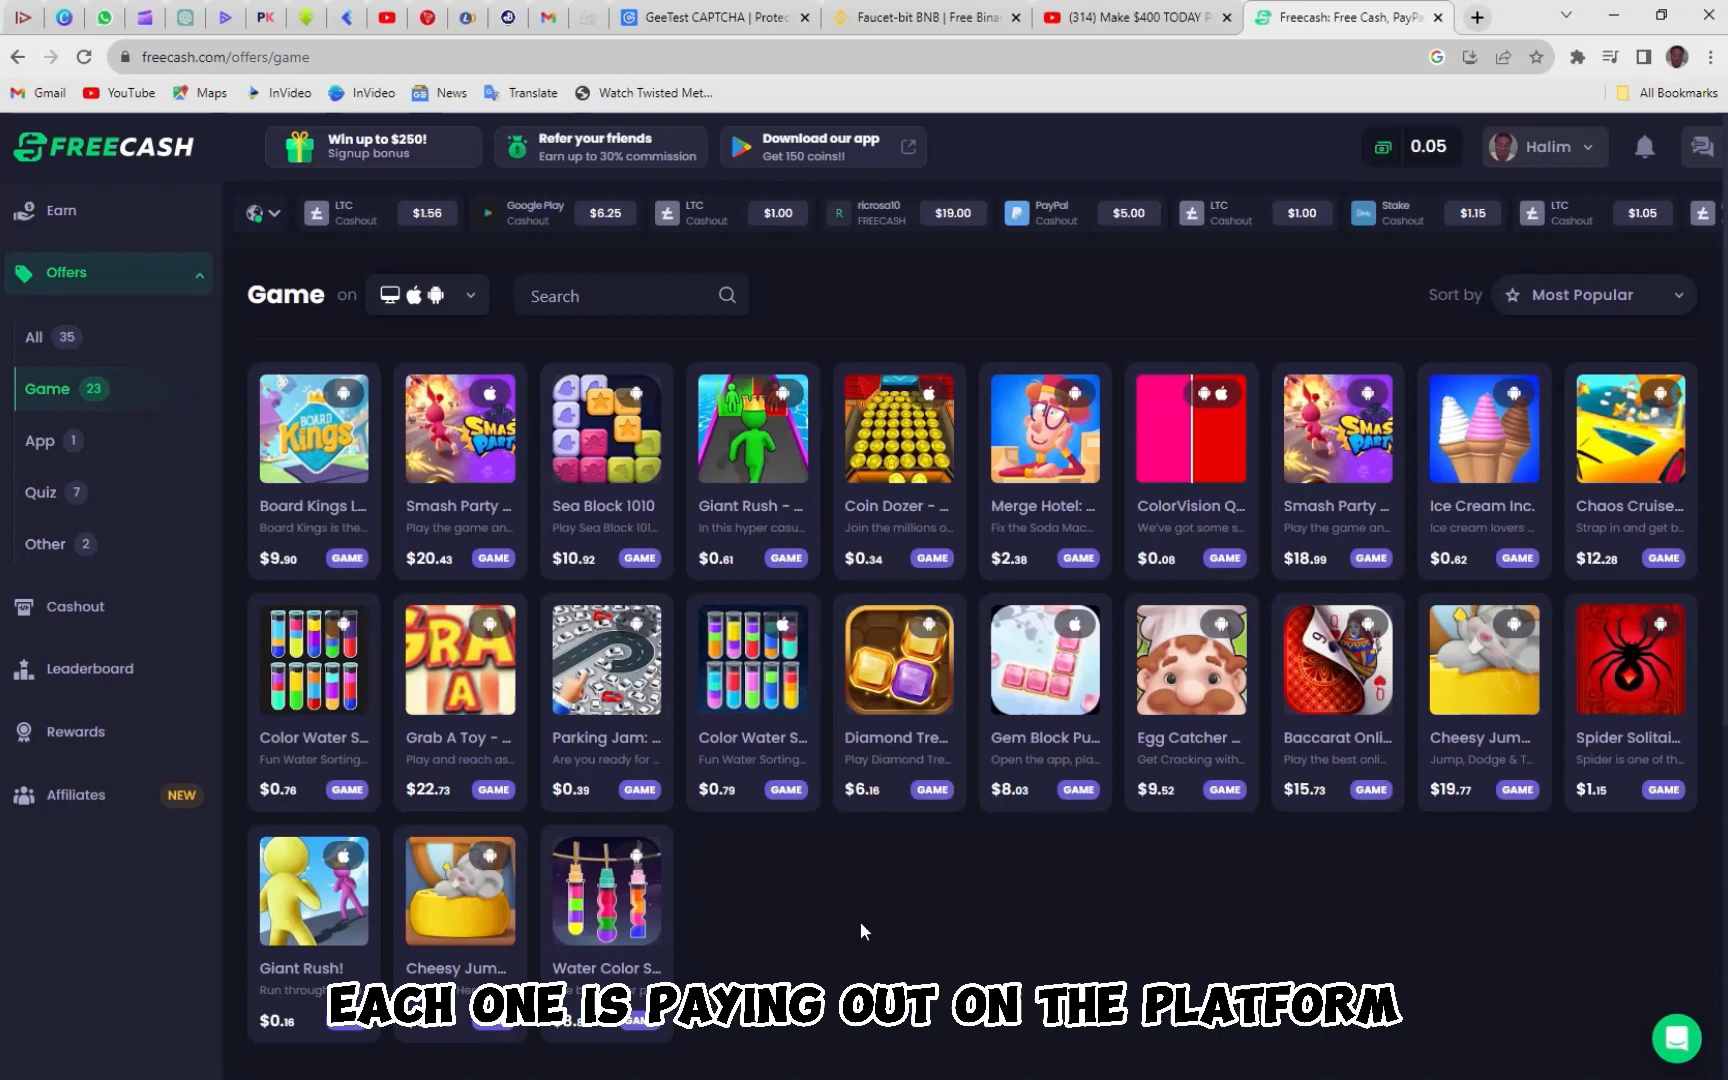 GeeTest CAPTCHA | Protec
Faucet-bit BNB | Free Bina
(314) Make $400 TODAY P
Freecash: Free Cash, PayPa
freecash.com/offers/game
Gmail
YouTube
Maps
InVideo
InVideo
News
Translate
Watch Twisted Met...
All Bookmarks
FREECASH
Win up to $250!
Signup bonus
Refer your friends
Earn up to 30% commission
Download our app
Get 150 coins!!
0.05
Halim
Earn
Offers
All 35
Game 23
App 1
Quiz 7
Other 2
Cashout
Leaderboard
Rewards
Affiliates NEW
LTC
Cashout
$1.56
Google Play
Cashout
$6.25
LTC
Cashout
$1.00
R
ricrosa10
FREECASH
$19.00
PayPal
Cashout
$5.00
LTC
Cashout
$1.00
Stake
Cashout
$1.15
LTC
Cashout
$1.05
Game on
Search
Sort by
Most Popular
Board Kings L...
Board Kings is the...
$9.90 GAME
Smash Party ...
Play the game an...
$20.43 GAME
Sea Block 1010
Play Sea Block 101...
$10.92 GAME
Giant Rush - ...
In this hyper casu...
$0.61 GAME
Coin Dozer - ...
Join the millions o...
$0.34 GAME
Merge Hotel: ...
Fix the Soda Mac...
$2.38 GAME
ColorVision Q...
We've got some s...
$0.08 GAME
Smash Party ...
Play the game an...
$18.99 GAME
Ice Cream Inc.
Ice cream lovers ...
$0.62 GAME
Chaos Cruise...
Strap in and get b...
$12.28 GAME
Color Water S...
Fun Water Sorting...
$0.76 GAME
Grab A Toy - ...
Play and reach as...
$22.73 GAME
Parking Jam: ...
Are you ready for ...
$0.39 GAME
Color Water S...
Fun Water Sorting...
$0.79 GAME
Diamond Tre...
Play Diamond Tre...
$6.16 GAME
Gem Block Pu...
Open the app, pla...
$8.03 GAME
Egg Catcher ...
Get Cracking with...
$9.52 GAME
Baccarat Onli...
Play the best onli...
$15.73 GAME
Cheesy Jum...
Jump, Dodge & T...
$19.77 GAME
Spider Solitai...
Spider is one of th...
$1.15 GAME
Giant Rush!
Run through
$0.16
Cheesy Jum...
Water Color S...
EACH ONE IS PAYING OUT ON THE PLATFORM